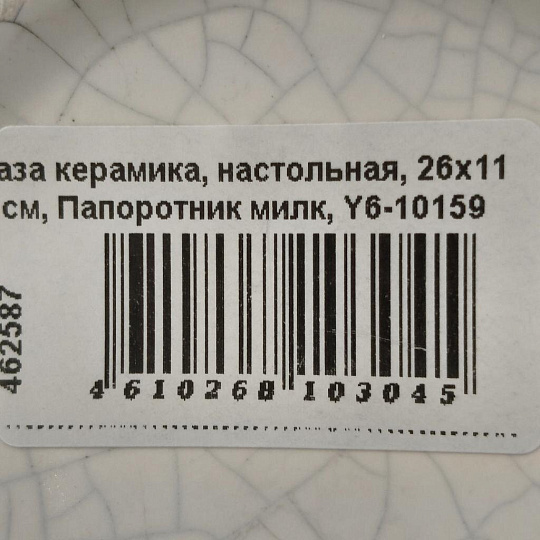 аза керамика, настольная, 26х11
см, Папоротник милк, Y6-10159
462587
4 610268 103045